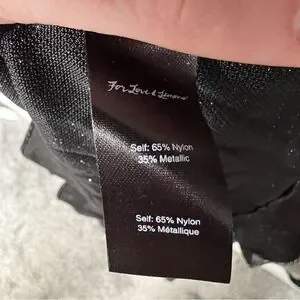 For Love & Lemons
Self: 65% Nylon
35% Metallic
Self: 65% Nylon
35% Métallique